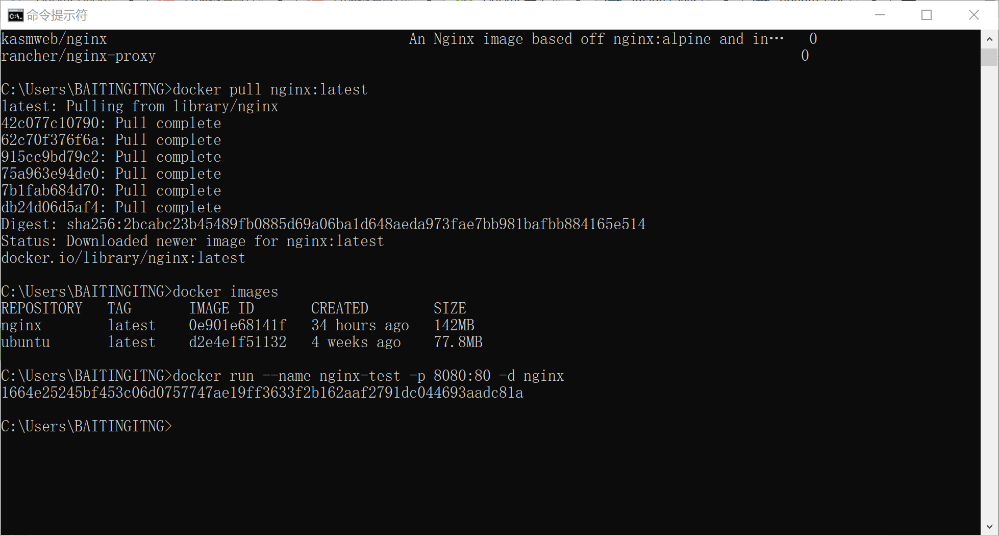 命令提示符
kasmweb/nginx An Nginx image based off nginx:alpine and in… 0
rancher/nginx-proxy 0
C:\Users\BAITINGITNG>docker pull nginx:latest
latest: Pulling from library/nginx
42c077c10790: Pull complete
62c70f376f6a: Pull complete
915cc9bd79c2: Pull complete
75a963e94de0: Pull complete
7b1fab684d70: Pull complete
db24d06d5af4: Pull complete
Digest: sha256:2bcabc23b45489fb0885d69a06ba1d648aeda973fae7bb981bafbb884165e514
Status: Downloaded newer image for nginx:latest
docker.io/library/nginx:latest
C:\Users\BAITINGITNG>docker images
REPOSITORY TAG IMAGE ID CREATED SIZE
nginx latest 0e901e68141f 34 hours ago 142MB
ubuntu latest d2e4e1f51132 4 weeks ago 77.8MB
C:\Users\BAITINGITNG>docker run --name nginx-test -p 8080:80 -d nginx
1664e25245bf453c06d0757747ae19ff3633f2b162aaf2791dc044693aadc81a
C:\Users\BAITINGITNG>